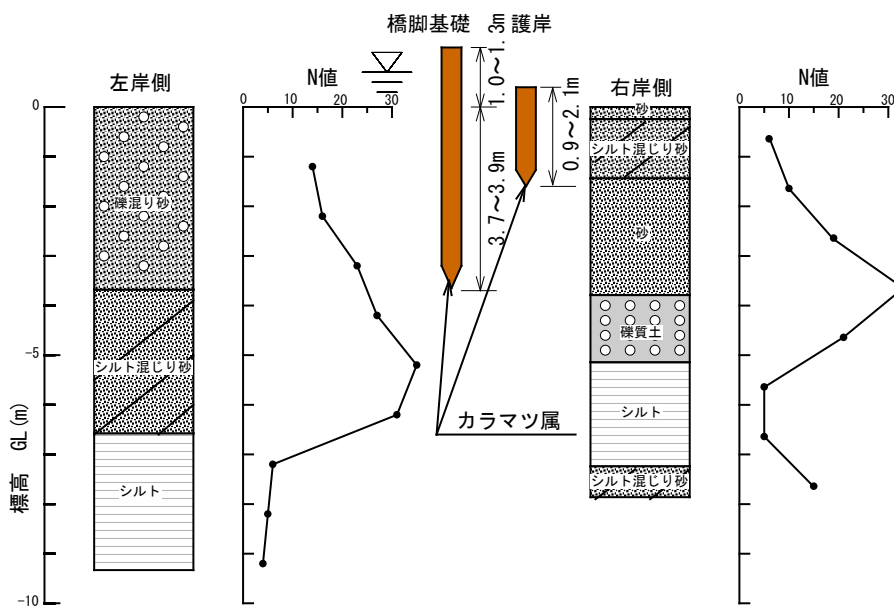 橋脚基礎
護岸
1.0～1.3m
3.7～3.9m
0.9～2.1m
左岸側
N値
0
10
20
30
0
-5
-10
標高 GL(m)
礫混り砂
シルト混じり砂
シルト
カラマツ属
右岸側
N値
0
10
20
30
砂
シルト混じり砂
砂
礫質土
シルト
シルト混じり砂